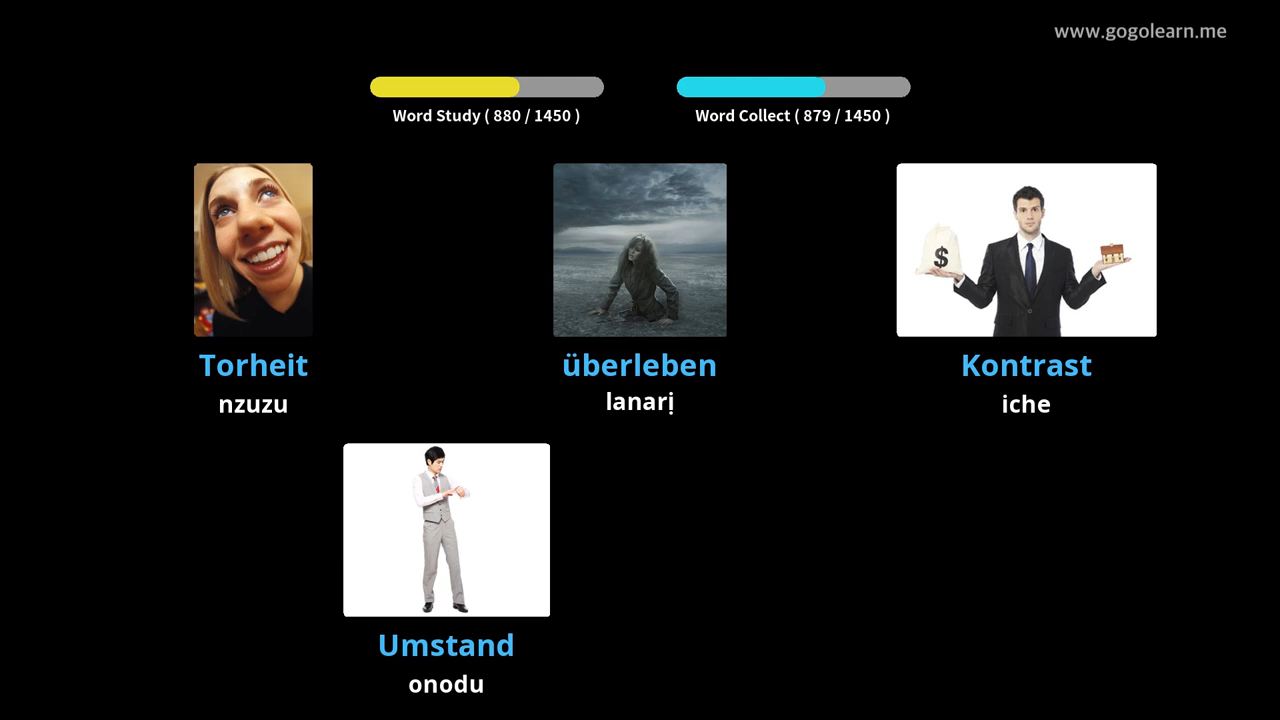 www.gogolearn.me
Word Study ( 880 / 1450 )
Word Collect ( 879 / 1450 )
$
Torheit
nzuzu
überleben
lanarị
Kontrast
iche
Umstand
onodu